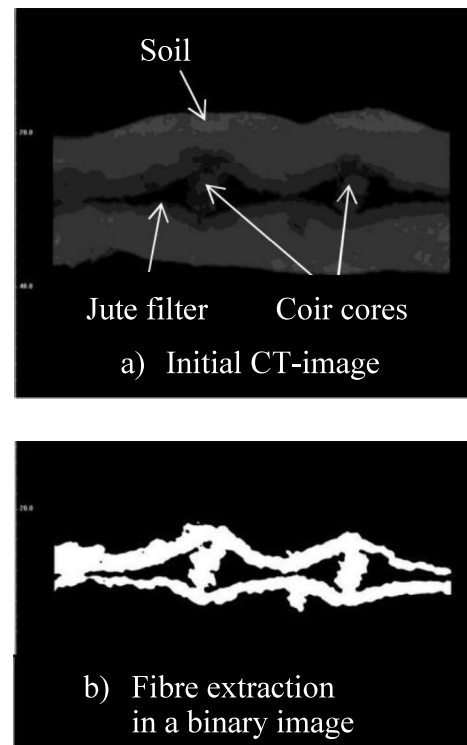 Soil
20.0
40.0
Jute filter Coir cores
a) Initial CT-image
20.0
b) Fibre extraction
in a binary image